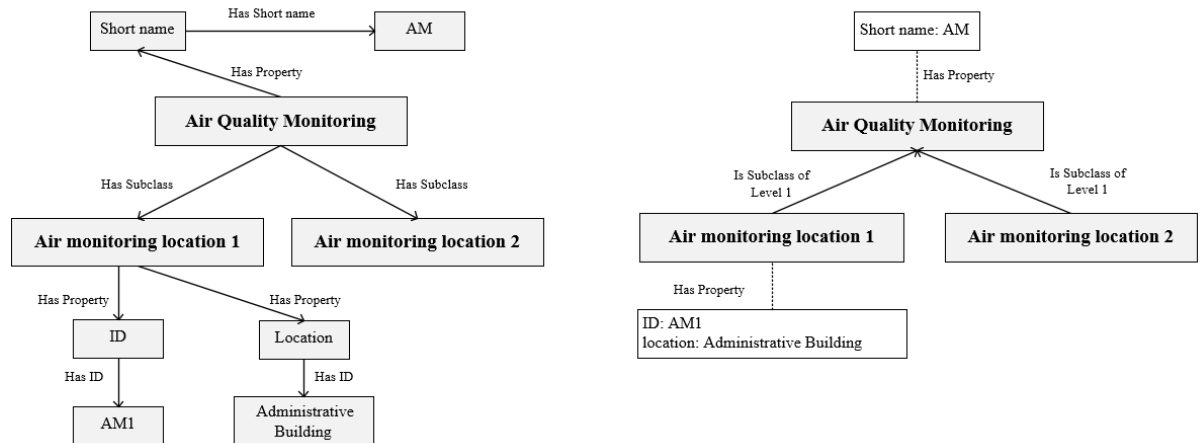 Has Short name
Short name
AM
Has Property
Air Quality Monitoring
Has Subclass
Has Subclass
Air monitoring location 1
Air monitoring location 2
Has Property
Has Property
ID
Location
Has ID
Has ID
AM1
Administrative
Building
Short name: AM
Has Property
Air Quality Monitoring
Is Subclass of
Level 1
Is Subclass of
Level 1
Air monitoring location 1
Air monitoring location 2
Has Property
ID: AM1
location: Administrative Building